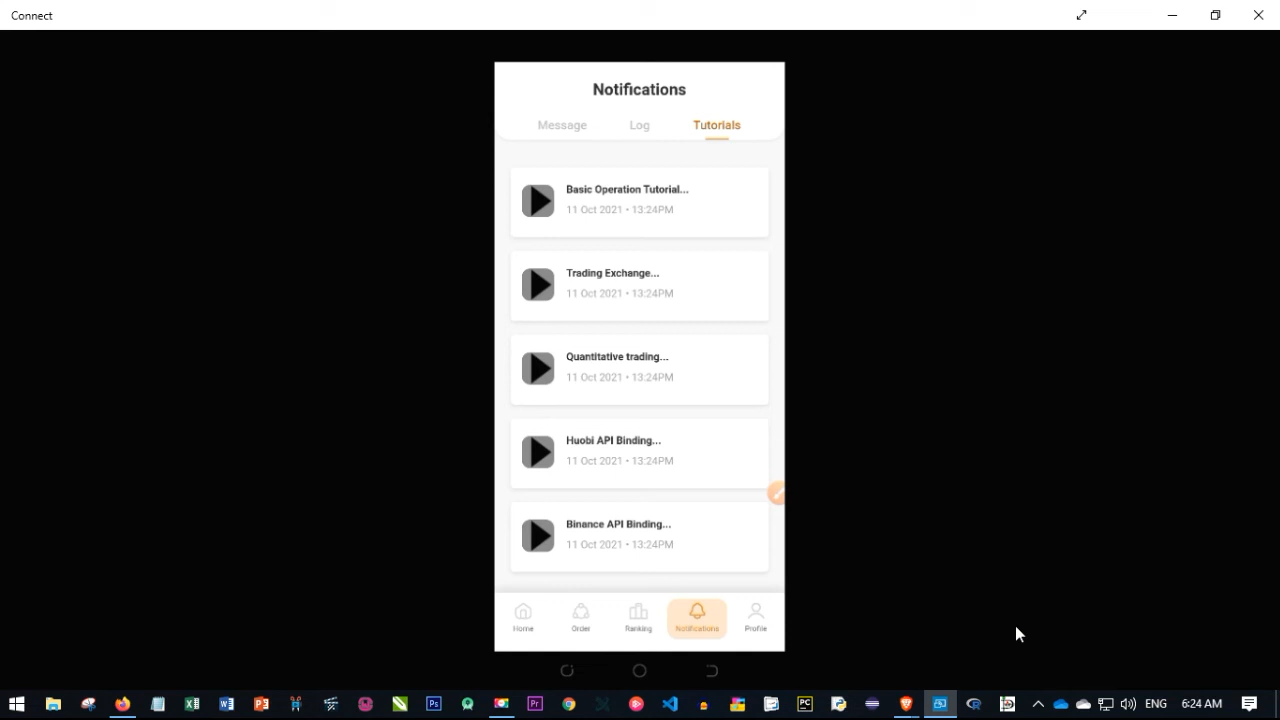 Connect
Notifications
Message Log Tutorials
Basic Operation Tutorial...
11 Oct 2021 • 13:24PM
Trading Exchange...
11 Oct 2021 • 13:24PM
Quantitative trading...
11 Oct 2021 • 13:24PM
Huobi API Binding...
11 Oct 2021 • 13:24PM
Binance API Binding...
11 Oct 2021 • 13:24PM
Home Order Ranking Notifications Profile
ENG 6:24 AM